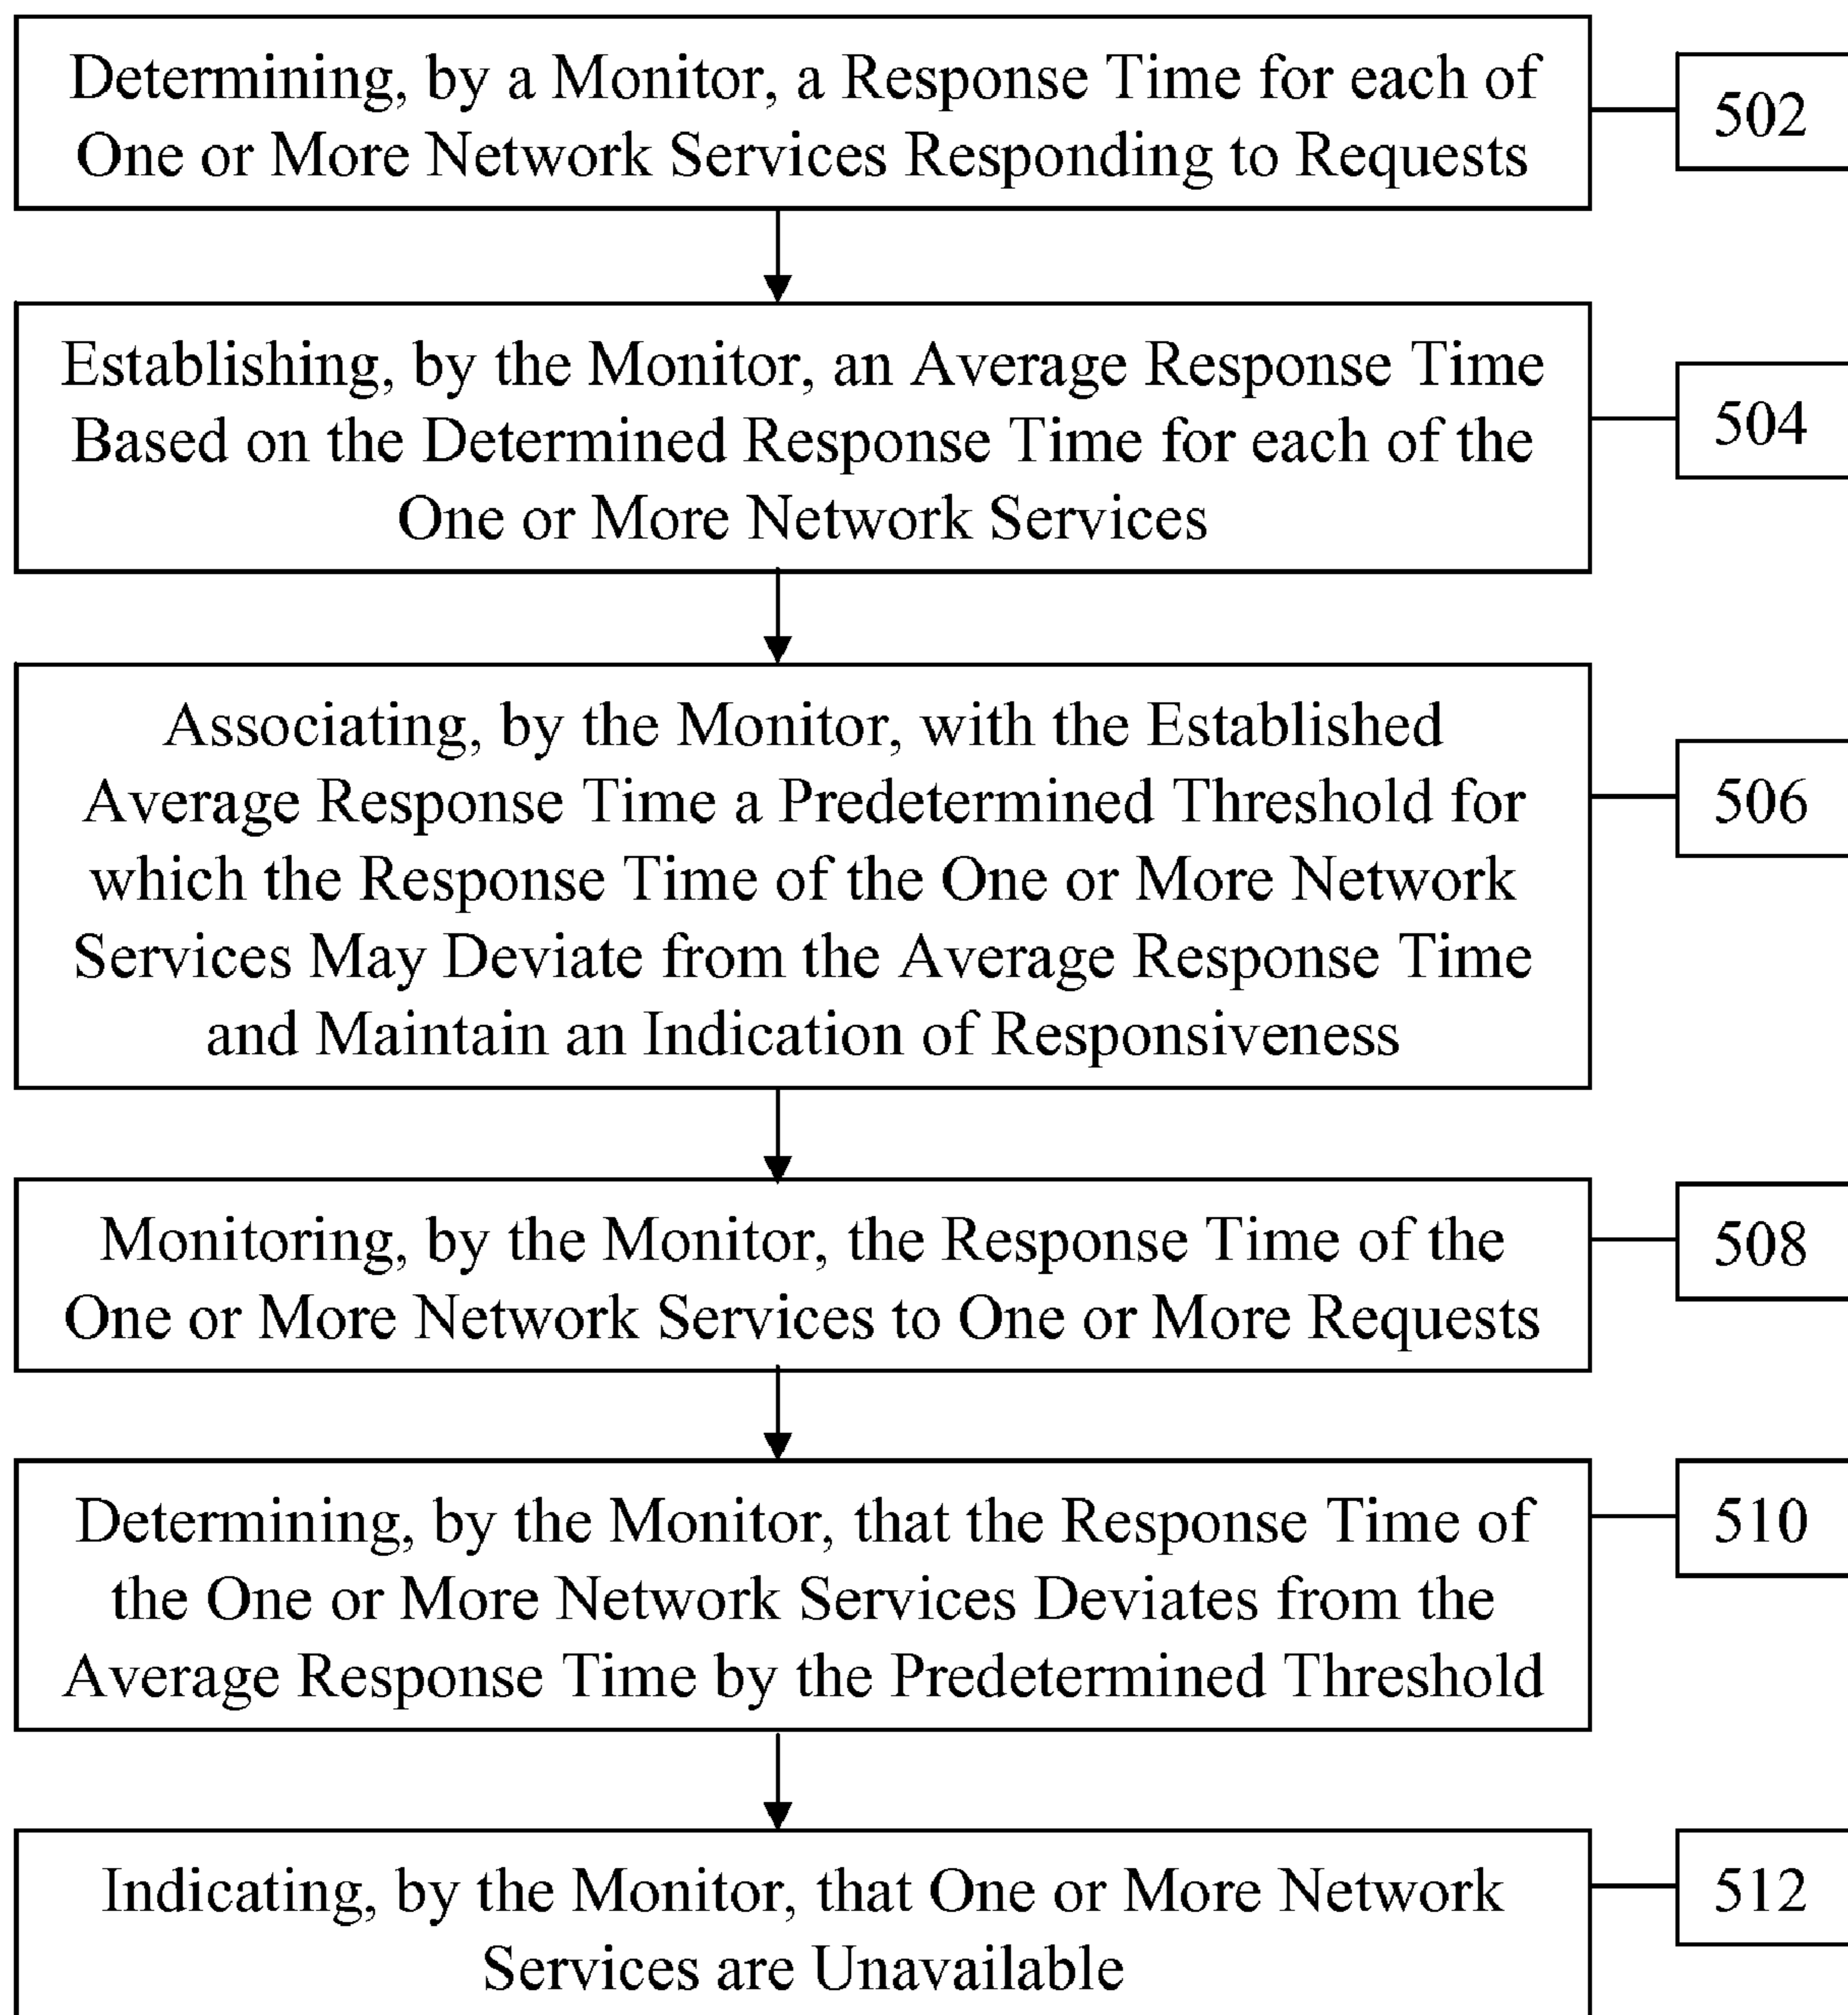 Determining, by a Monitor, a Response Time for each of
One or More Network Services Responding to Requests
502
Establishing, by the Monitor, an Average Response Time
Based on the Determined Response Time for each of the
One or More Network Services
504
Associating, by the Monitor, with the Established
Average Response Time a Predetermined Threshold for
which the Response Time of the One or More Network
Services May Deviate from the Average Response Time
and Maintain an Indication of Responsiveness
506
Monitoring, by the Monitor, the Response Time of the
One or More Network Services to One or More Requests
508
Determining, by the Monitor, that the Response Time of
the One or More Network Services Deviates from the
Average Response Time by the Predetermined Threshold
510
Indicating, by the Monitor, that One or More Network
Services are Unavailable
512